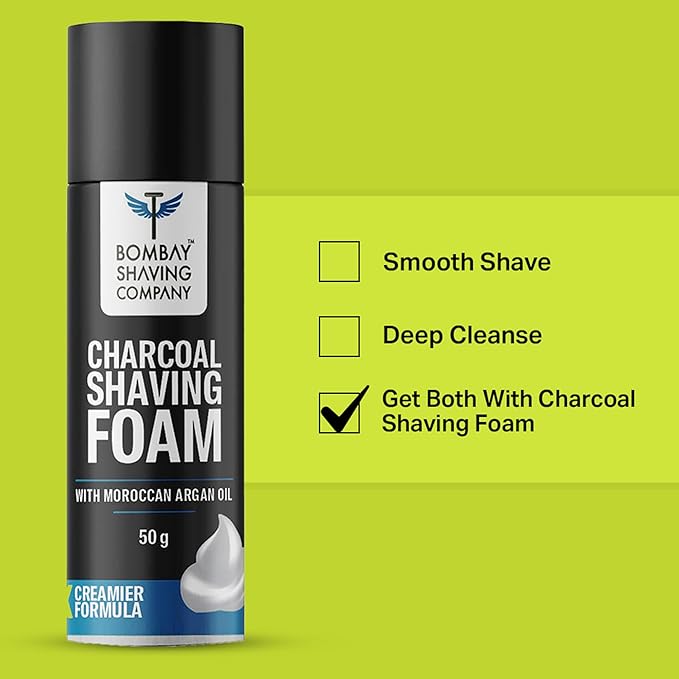 BOMBAY™
SHAVING
COMPANY
CHARCOAL
SHAVING
FOAM
WITH MOROCCAN ARGAN OIL
50 g
CREAMIER
FORMULA
Smooth Shave
Deep Cleanse
Get Both With Charcoal
Shaving Foam